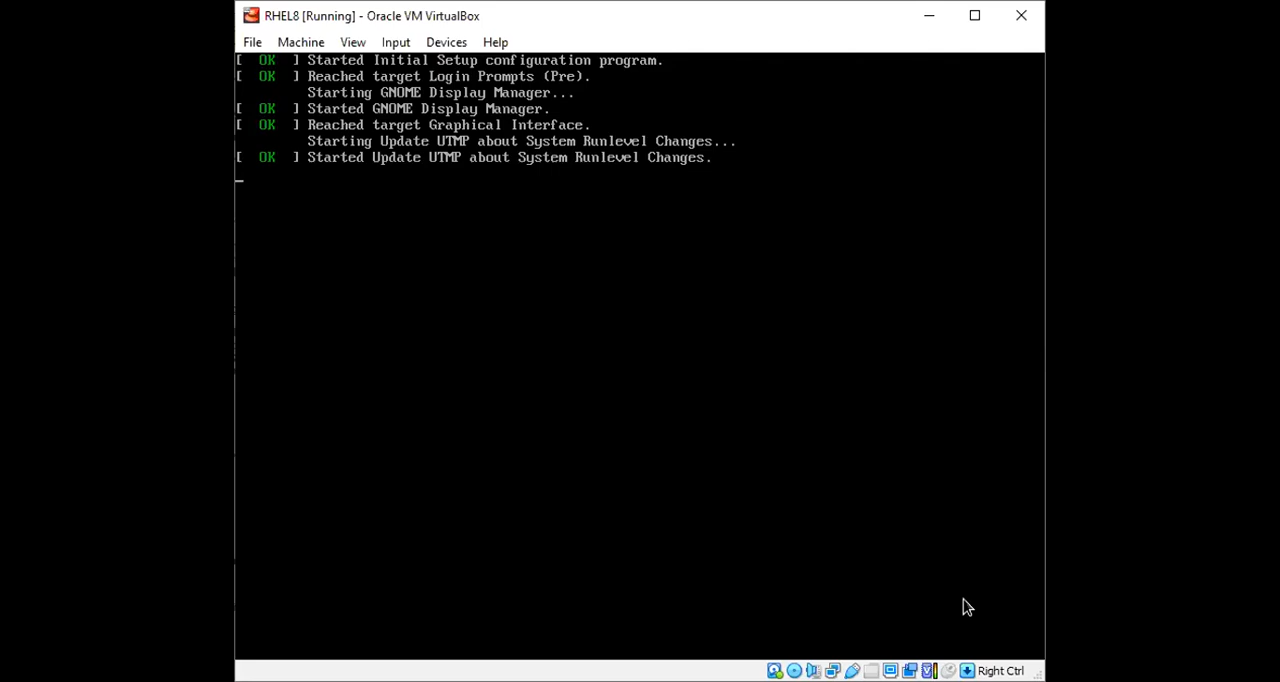 RHEL8 [Running] - Oracle VM VirtualBox
File Machine View Input Devices Help
[ OK ] Started Initial Setup configuration program.
[ OK ] Reached target Login Prompts (Pre).
Starting GNOME Display Manager...
[ OK ] Started GNOME Display Manager.
[ OK ] Reached target Graphical Interface.
Starting Update UTMP about System Runlevel Changes...
[ OK ] Started Update UTMP about System Runlevel Changes.
Right Ctrl